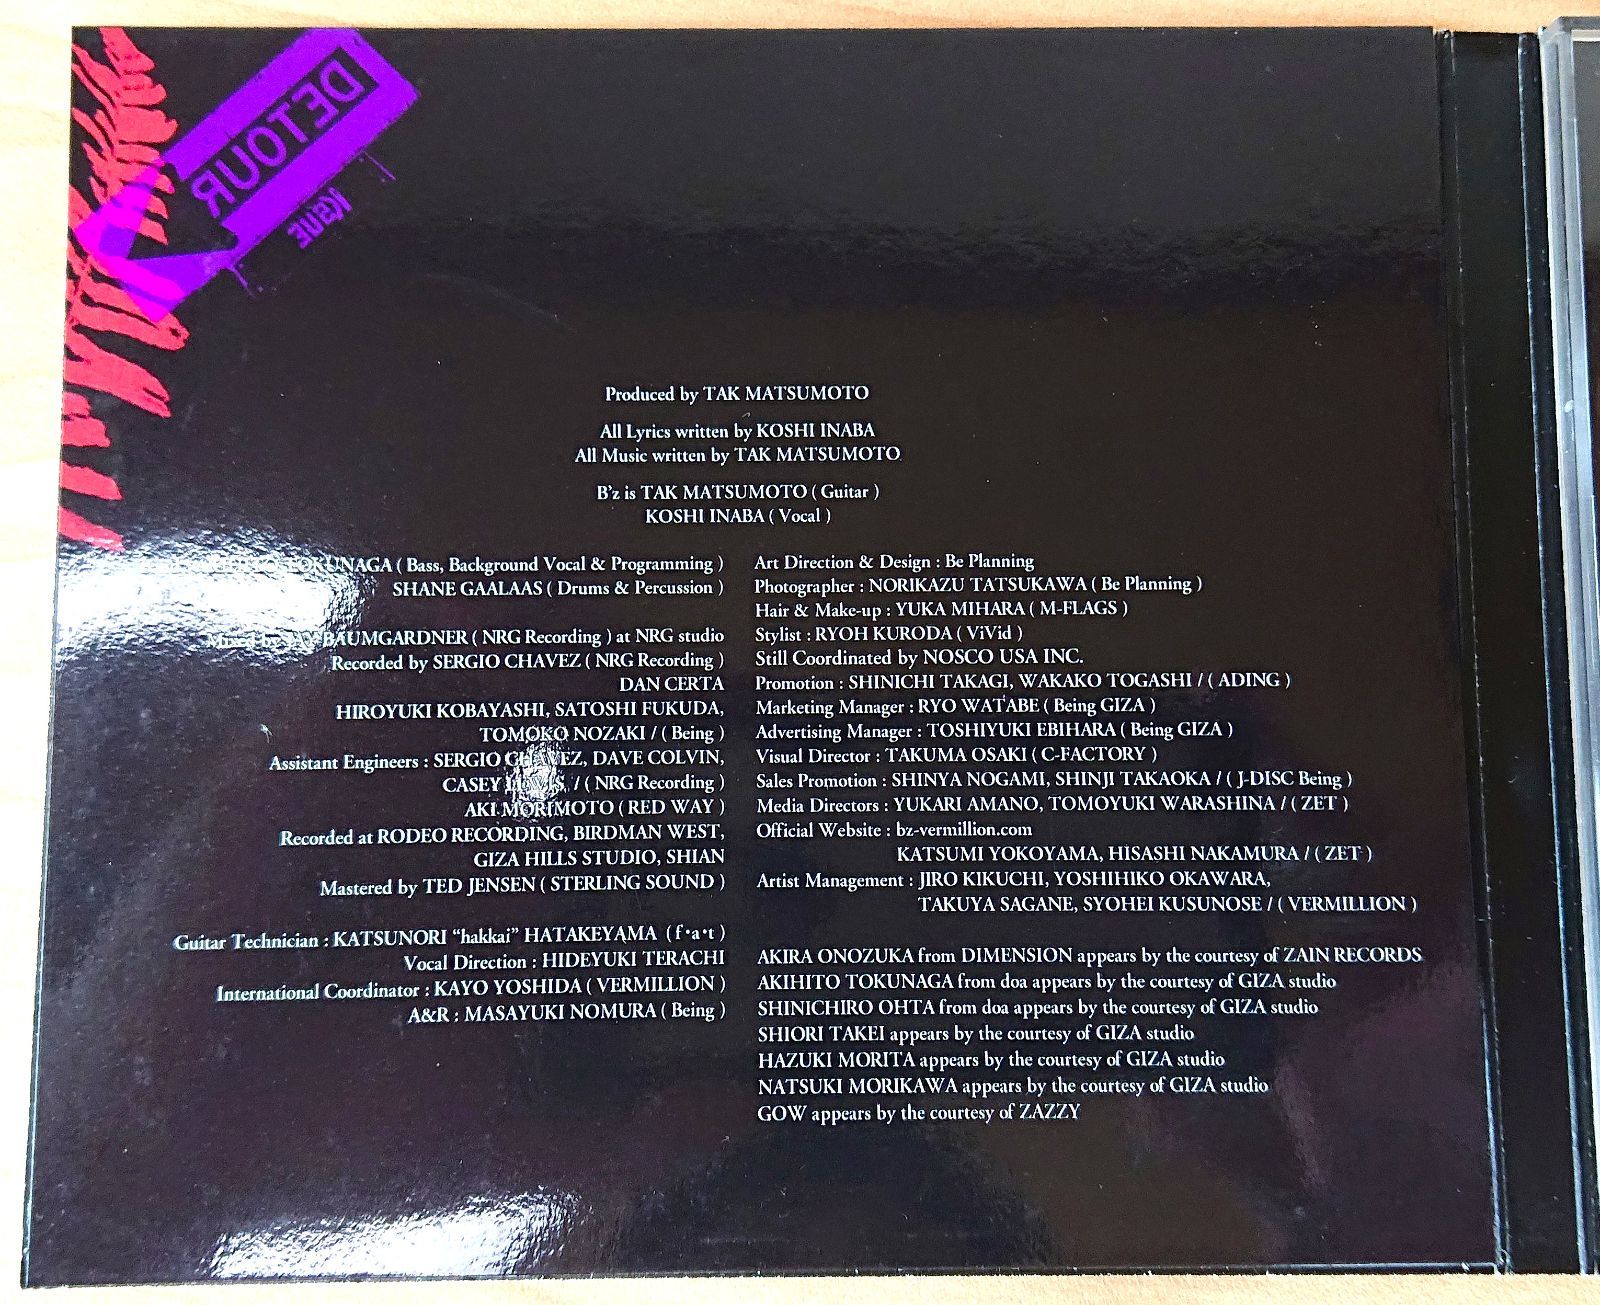 DETOUR
Kane
Produced by TAK MATSUMOTO
All Lyrics written by KOSHI INABA
All Music written by TAK MATSUMOTO
B'z is TAK MATSUMOTO ( Guitar )
KOSHI INABA ( Vocal )
TOKUNAGA ( Bass, Background Vocal & Programming )
SHANE GAALAAS ( Drums & Percussion )
Mixed by JAY BAUMGARDNER ( NRG Recording ) at NRG studio
Recorded by SERGIO CHAVEZ ( NRG Recording )
DAN CERTA
HIROYUKI KOBAYASHI, SATOSHI FUKUDA,
TOMOKO NOZAKI / ( Being )
Assistant Engineers : SERGIO CHAVEZ, DAVE COLVIN,
CASEY / ( NRG Recording )
AKI MORIMOTO ( RED WAY )
Recorded at RODEO RECORDING, BIRDMAN WEST,
GIZA HILLS STUDIO, SHIAN
Mastered by TED JENSEN ( STERLING SOUND )
Guitar Technician : KATSUNORI “hakkai” HATAKEYAMA ( f・a・t )
Vocal Direction : HIDEYUKI TERACHI
International Coordinator : KAYO YOSHIDA ( VERMILLION )
A&R : MASAYUKI NOMURA ( Being )
Art Direction & Design : Be Planning
Photographer : NORIKAZU TATSUKAWA ( Be Planning )
Hair & Make-up : YUKA MIHARA ( M-FLAGS )
Stylist : RYOH KURODA ( ViVid )
Still Coordinated by NOSCO USA INC.
Promotion : SHINICHI TAKAGI, WAKAKO TOGASHI / ( ADING )
Marketing Manager : RYO WATABE ( Being GIZA )
Advertising Manager : TOSHIYUKI EBIHARA ( Being GIZA )
Visual Director : TAKUMA OSAKI ( C-FACTORY )
Sales Promotion : SHINYA NOGAMI, SHINJI TAKAOKA / ( J-DISC Being )
Media Directors : YUKARI AMANO, TOMOYUKI WARASHINA / ( ZET )
Official Website : bz-vermillion.com
KATSUMI YOKOYAMA, HISASHI NAKAMURA / ( ZET )
Artist Management : JIRO KIKUCHI, YOSHIHIKO OKAWARA,
TAKUYA SAGANE, SYOHEI KUSUNOSE / ( VERMILLION )
AKIRA ONOZUKA from DIMENSION appears by the courtesy of ZAIN RECORDS
AKIHITO TOKUNAGA from doa appears by the courtesy of GIZA studio
SHINICHIRO OHTA from doa appears by the courtesy of GIZA studio
SHIORI TAKEI appears by the courtesy of GIZA studio
HAZUKI MORITA appears by the courtesy of GIZA studio
NATSUKI MORIKAWA appears by the courtesy of GIZA studio
GOW appears by the courtesy of ZAZZY